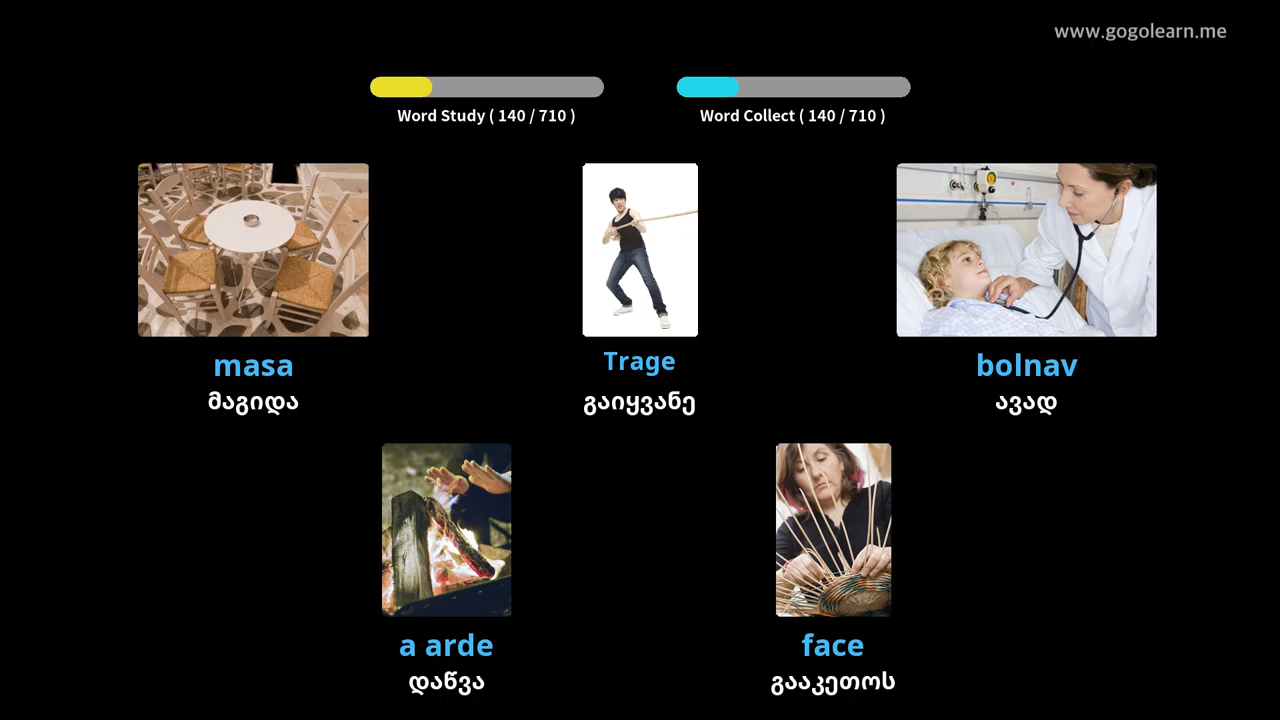 www.gogolearn.me
Word Study ( 140 / 710 )
Word Collect ( 140 / 710 )
masa
მაგიდა
Trage
გაიყვანე
bolnav
ავად
a arde
დაწვა
face
გააკეთოს